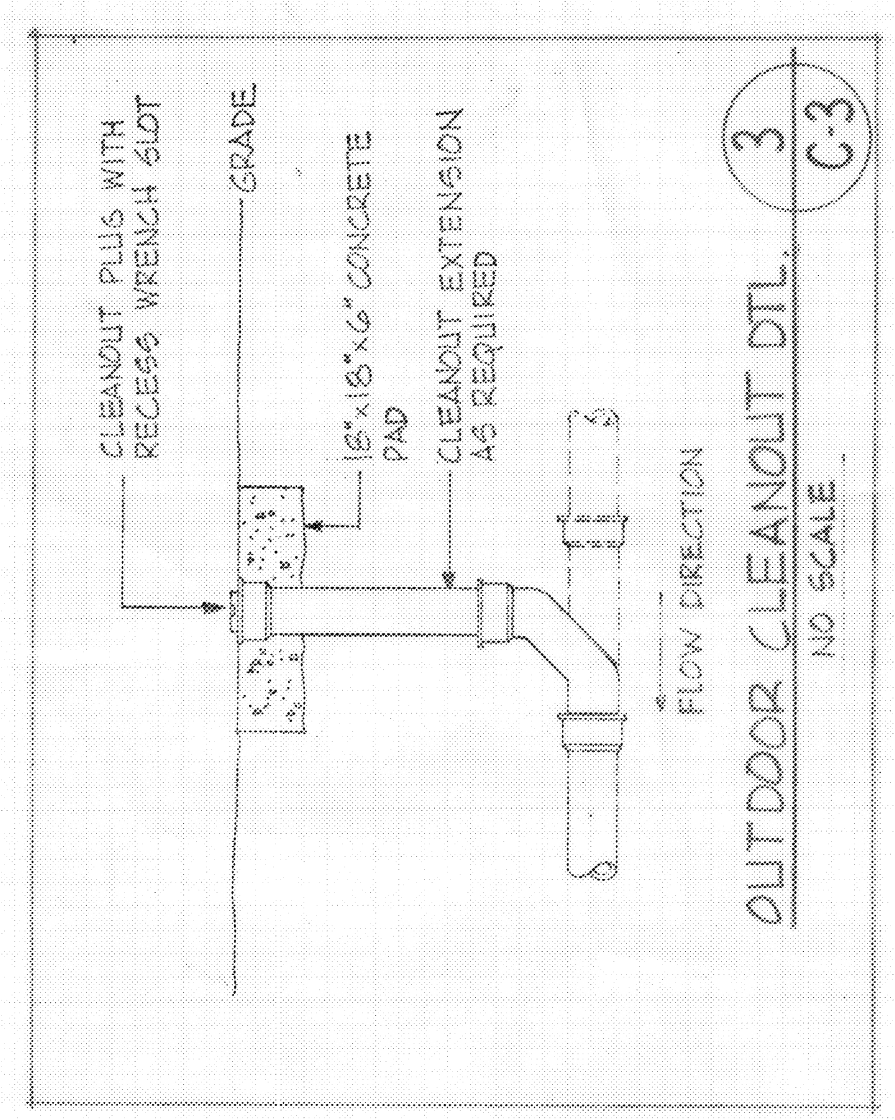 CLEANOUT PLUG WITH
RECESS WRENCH SLOT
GRADE
18"x18"x6" CONCRETE
PAD
CLEANOUT EXTENSION
AS REQUIRED
FLOW DIRECTION
OUTDOOR CLEANOUT DTL.
NO SCALE
3
C-3